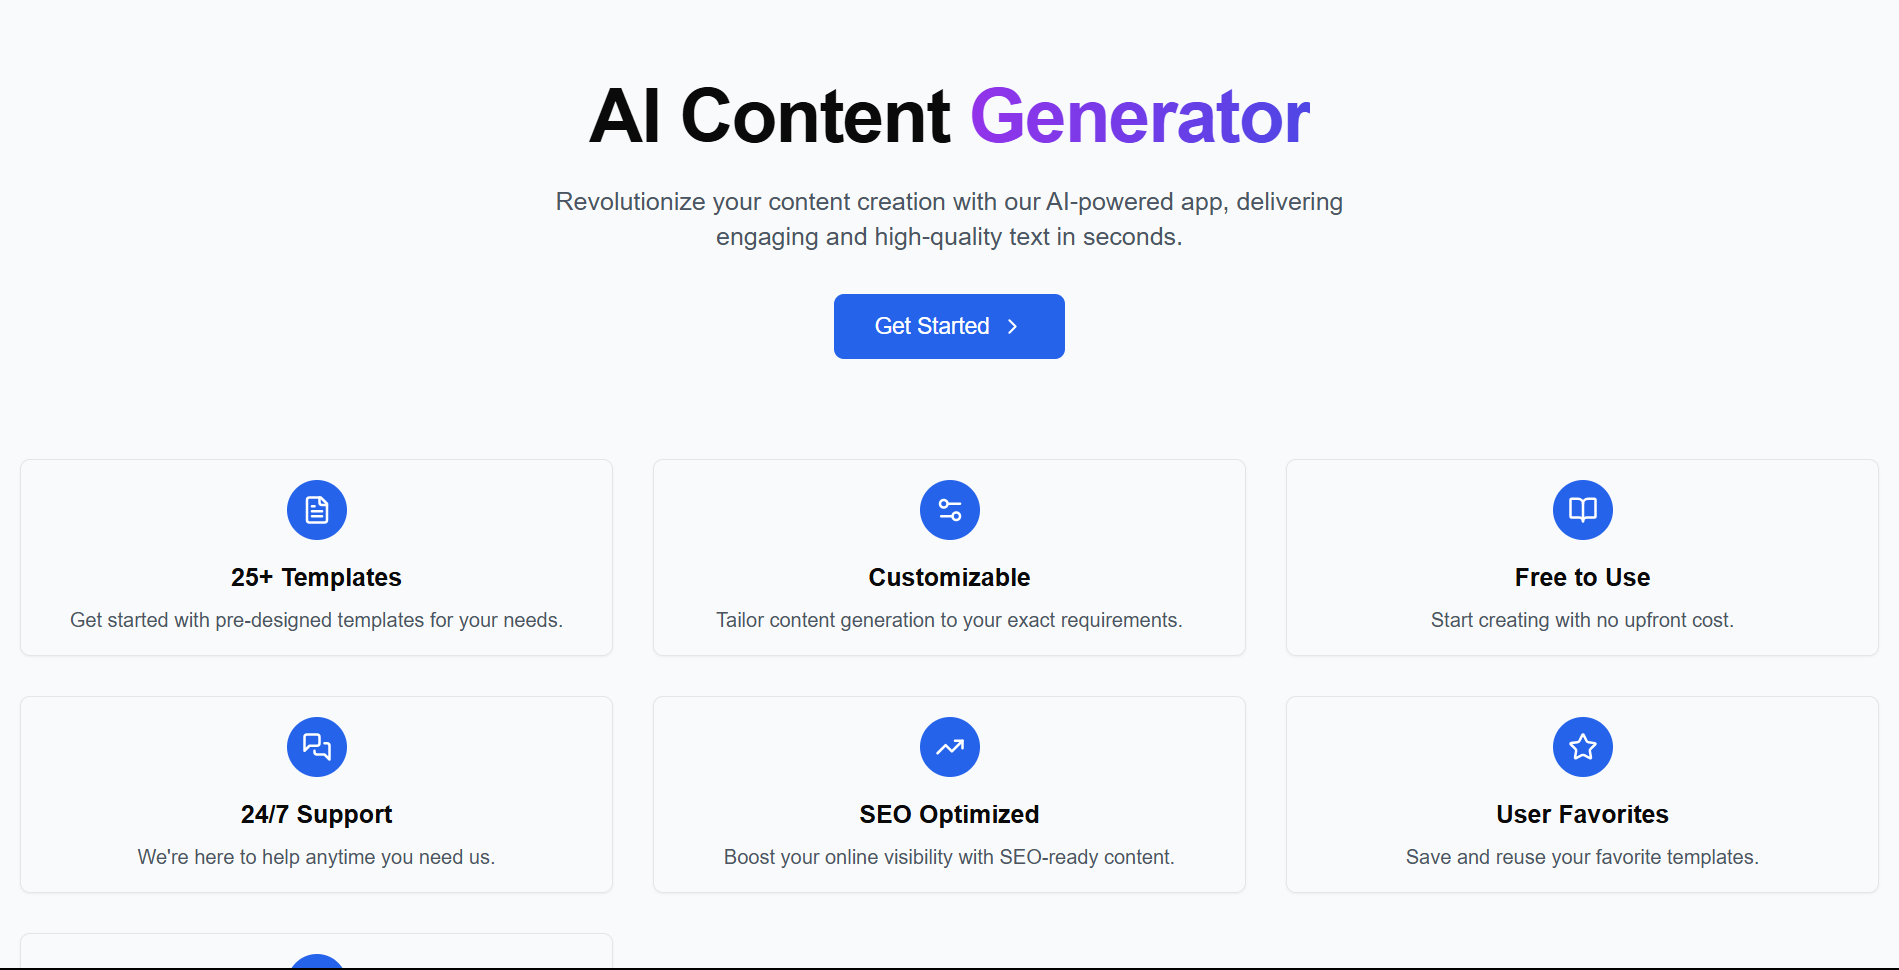 AI Content Generator
Revolutionize your content creation with our AI-powered app, delivering
engaging and high-quality text in seconds.
Get Started
25+ Templates
Get started with pre-designed templates for your needs.
Customizable
Tailor content generation to your exact requirements.
Free to Use
Start creating with no upfront cost.
24/7 Support
We're here to help anytime you need us.
SEO Optimized
Boost your online visibility with SEO-ready content.
User Favorites
Save and reuse your favorite templates.